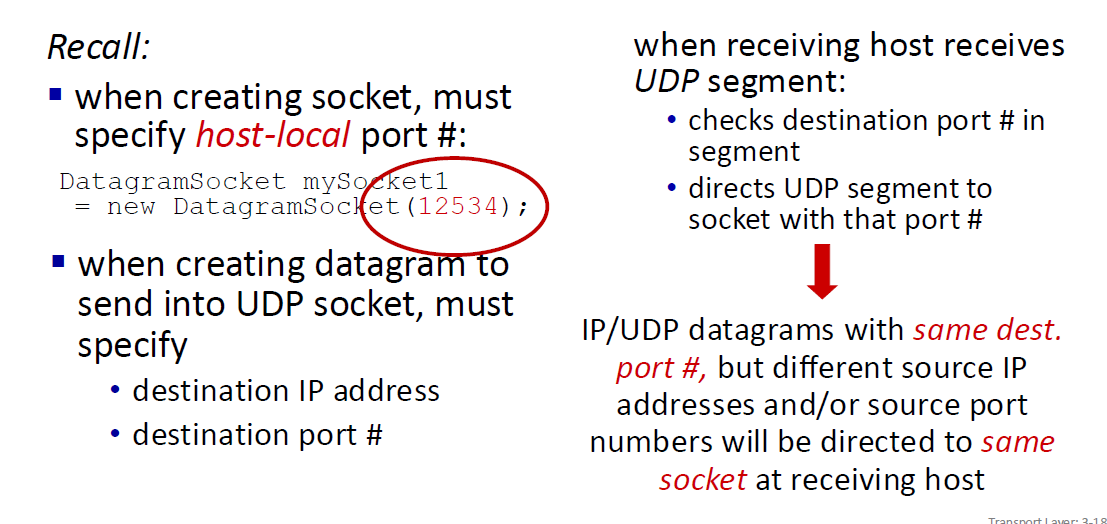 Recall:
▪ when creating socket, must
specify host-local port #:
DatagramSocket mySocket1
= new DatagramSocket(12534);
▪ when creating datagram to
send into UDP socket, must
specify
• destination IP address
• destination port #
when receiving host receives
UDP segment:
• checks destination port # in
segment
• directs UDP segment to
socket with that port #
IP/UDP datagrams with same dest.
port #, but different source IP
addresses and/or source port
numbers will be directed to same
socket at receiving host
Transport Layer: 3-18